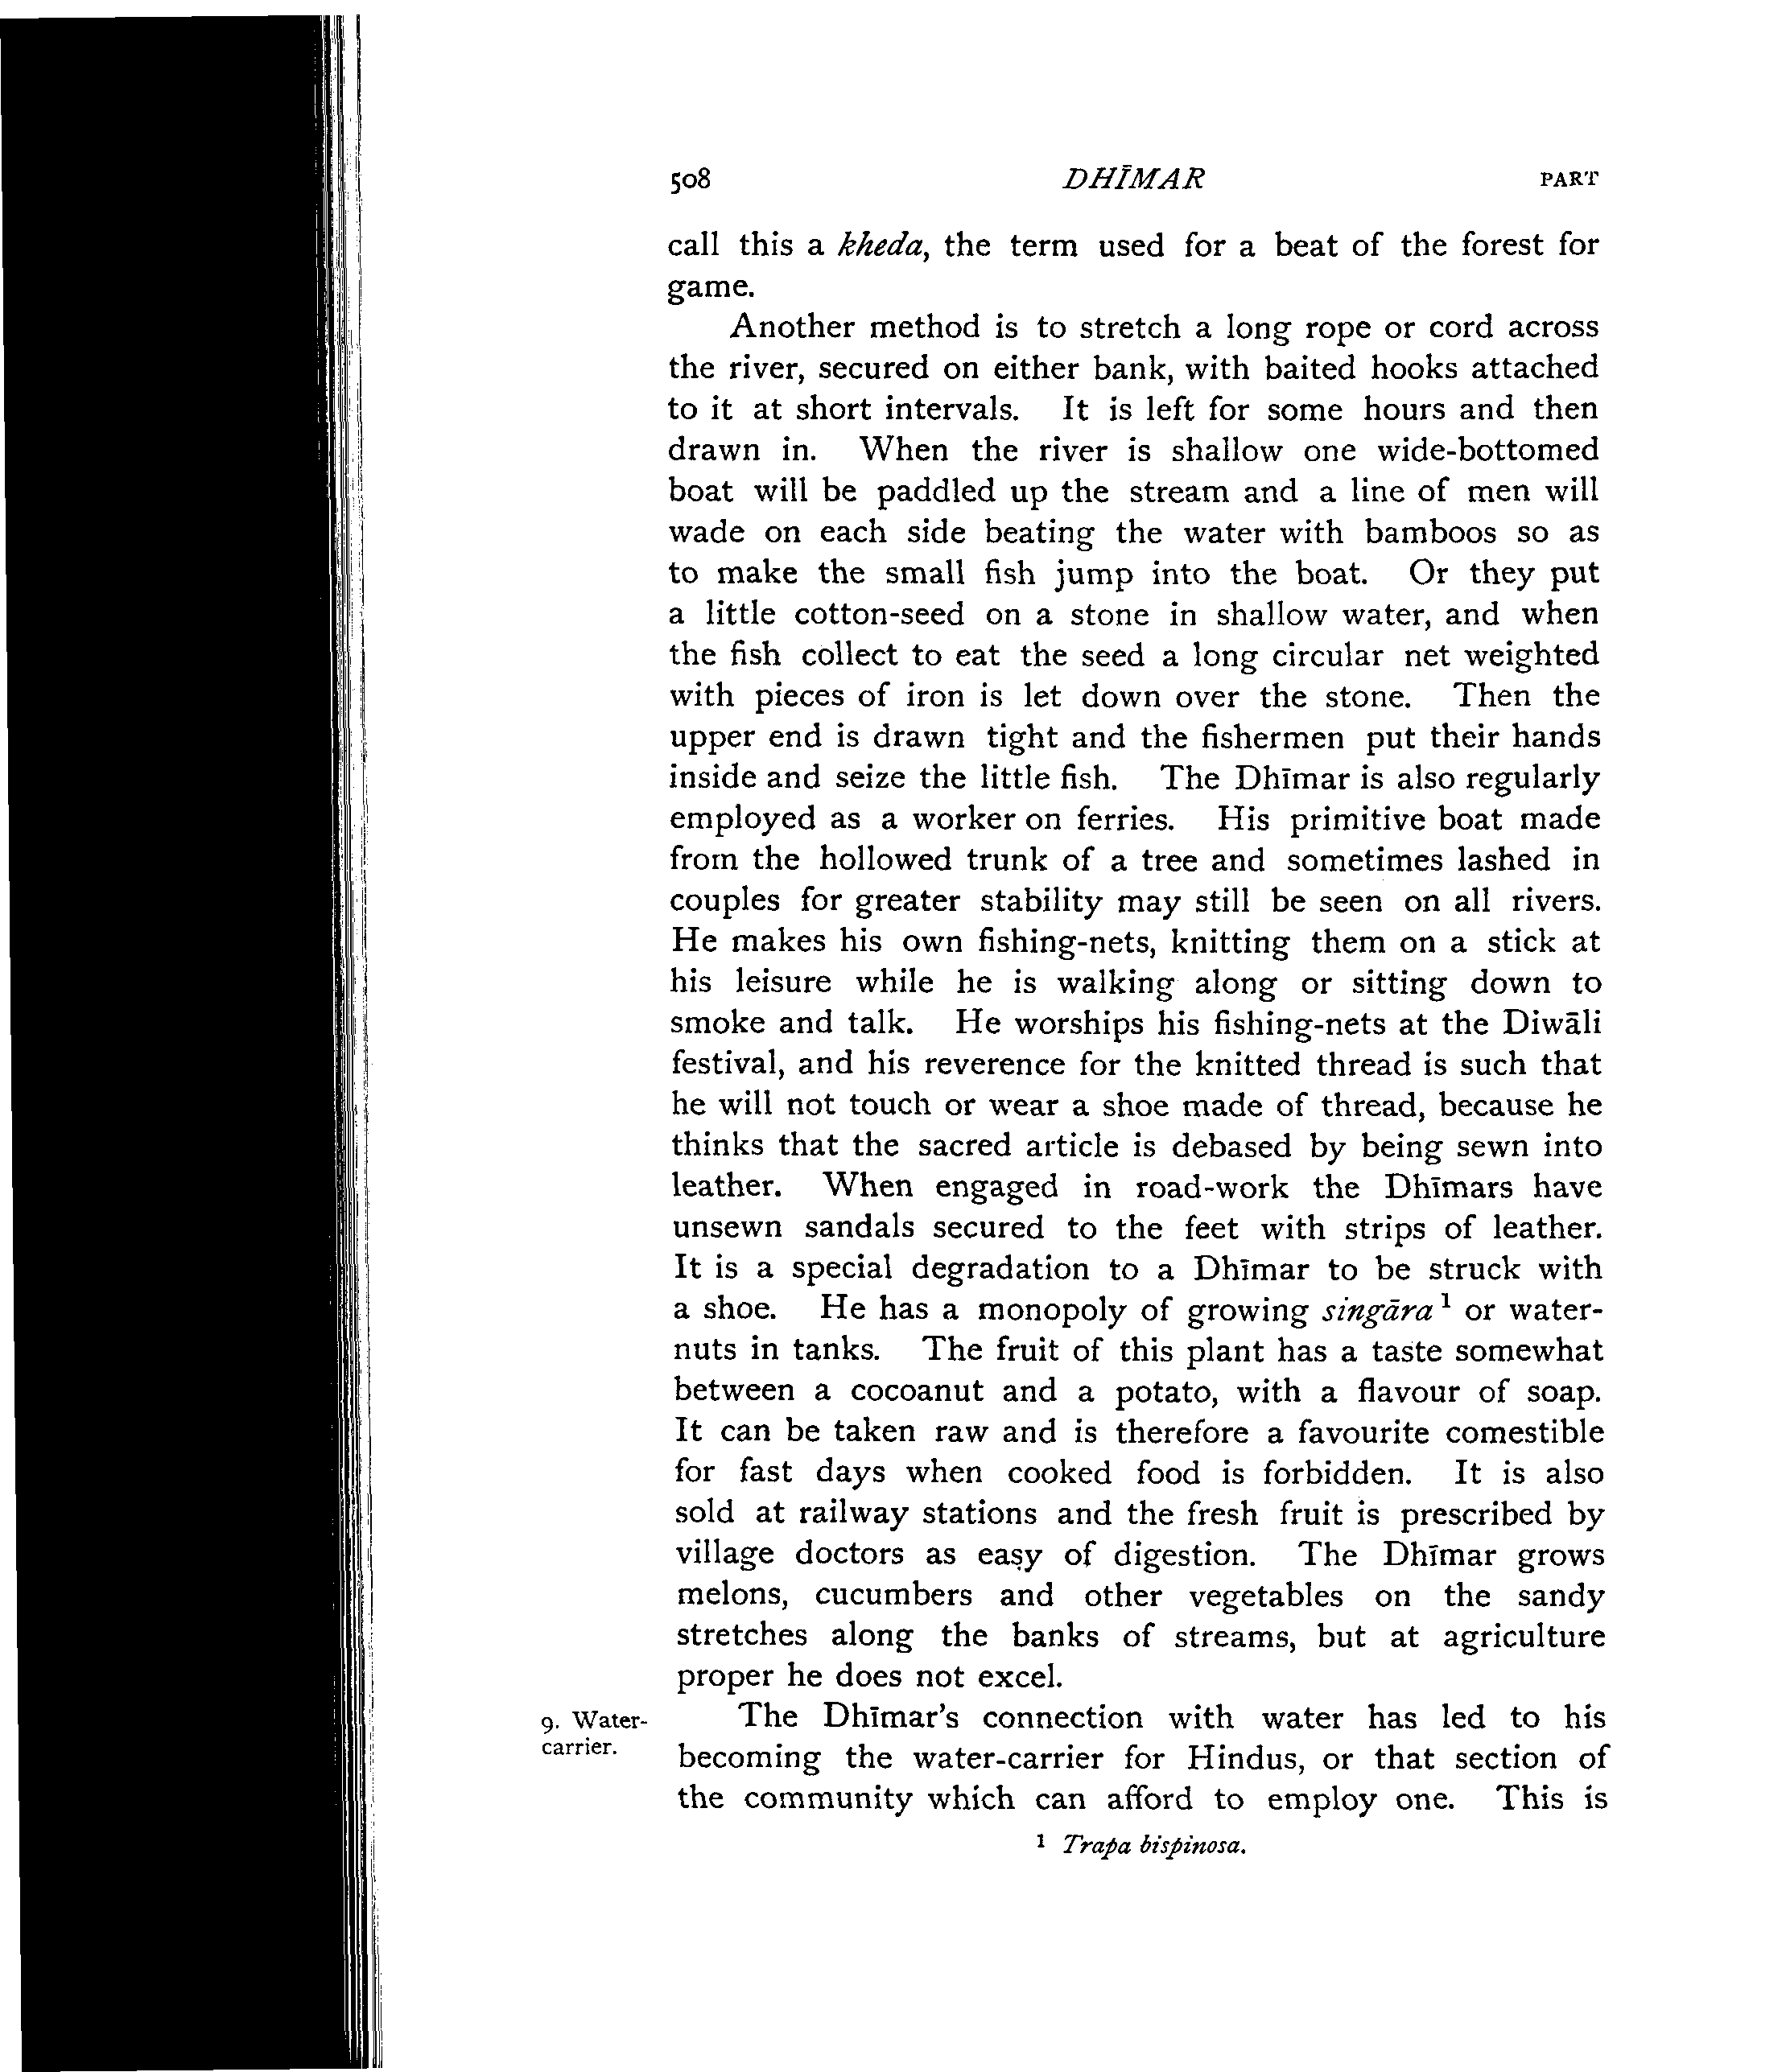 508 DHĪMAR PART
call this a kheda, the term used for a beat of the forest for
game.
Another method is to stretch a long rope or cord across
the river, secured on either bank, with baited hooks attached
to it at short intervals. It is left for some hours and then
drawn in. When the river is shallow one wide-bottomed
boat will be paddled up the stream and a line of men will
wade on each side beating the water with bamboos so as
to make the small fish jump into the boat. Or they put
a little cotton-seed on a stone in shallow water, and when
the fish collect to eat the seed a long circular net weighted
with pieces of iron is let down over the stone. Then the
upper end is drawn tight and the fishermen put their hands
inside and seize the little fish. The Dhīmar is also regularly
employed as a worker on ferries. His primitive boat made
from the hollowed trunk of a tree and sometimes lashed in
couples for greater stability may still be seen on all rivers.
He makes his own fishing-nets, knitting them on a stick at
his leisure while he is walking along or sitting down to
smoke and talk. He worships his fishing-nets at the Diwāli
festival, and his reverence for the knitted thread is such that
he will not touch or wear a shoe made of thread, because he
thinks that the sacred article is debased by being sewn into
leather. When engaged in road-work the Dhīmars have
unsewn sandals secured to the feet with strips of leather.
It is a special degradation to a Dhīmar to be struck with
a shoe. He has a monopoly of growing singāra¹ or water-
nuts in tanks. The fruit of this plant has a taste somewhat
between a cocoanut and a potato, with a flavour of soap.
It can be taken raw and is therefore a favourite comestible
for fast days when cooked food is forbidden. It is also
sold at railway stations and the fresh fruit is prescribed by
village doctors as easy of digestion. The Dhīmar grows
melons, cucumbers and other vegetables on the sandy
stretches along the banks of streams, but at agriculture
proper he does not excel.
9. Water-
carrier.
The Dhīmar's connection with water has led to his
becoming the water-carrier for Hindus, or that section of
the community which can afford to employ one. This is
¹ Trapa bispinosa.